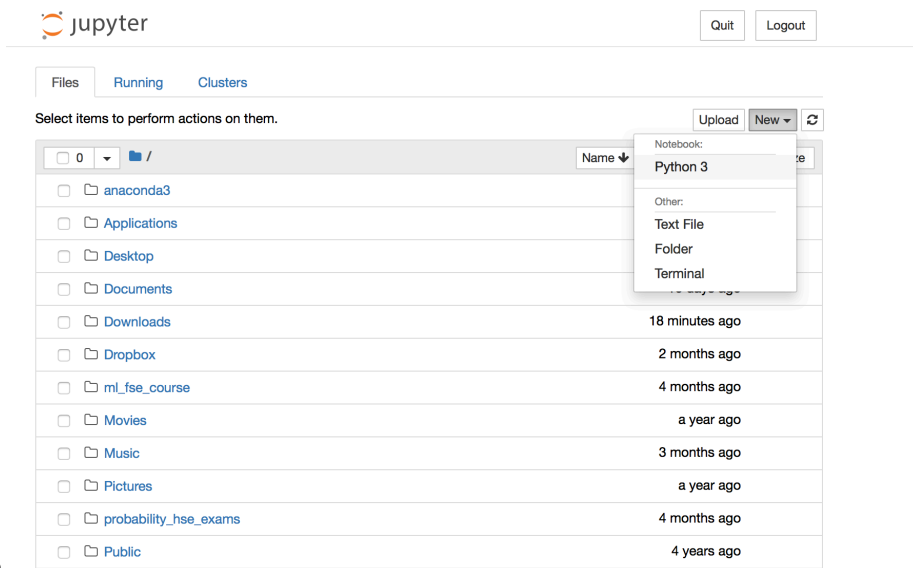 jupyter
Quit Logout
Files Running Clusters
Select items to perform actions on them.
Upload New
0 / Name
Notebook:
Python 3
Other:
Text File
Folder
Terminal
anaconda3
Applications
Desktop
Documents days ago
Downloads 18 minutes ago
Dropbox 2 months ago
ml_fse_course 4 months ago
Movies a year ago
Music 3 months ago
Pictures a year ago
probability_hse_exams 4 months ago
Public 4 years ago